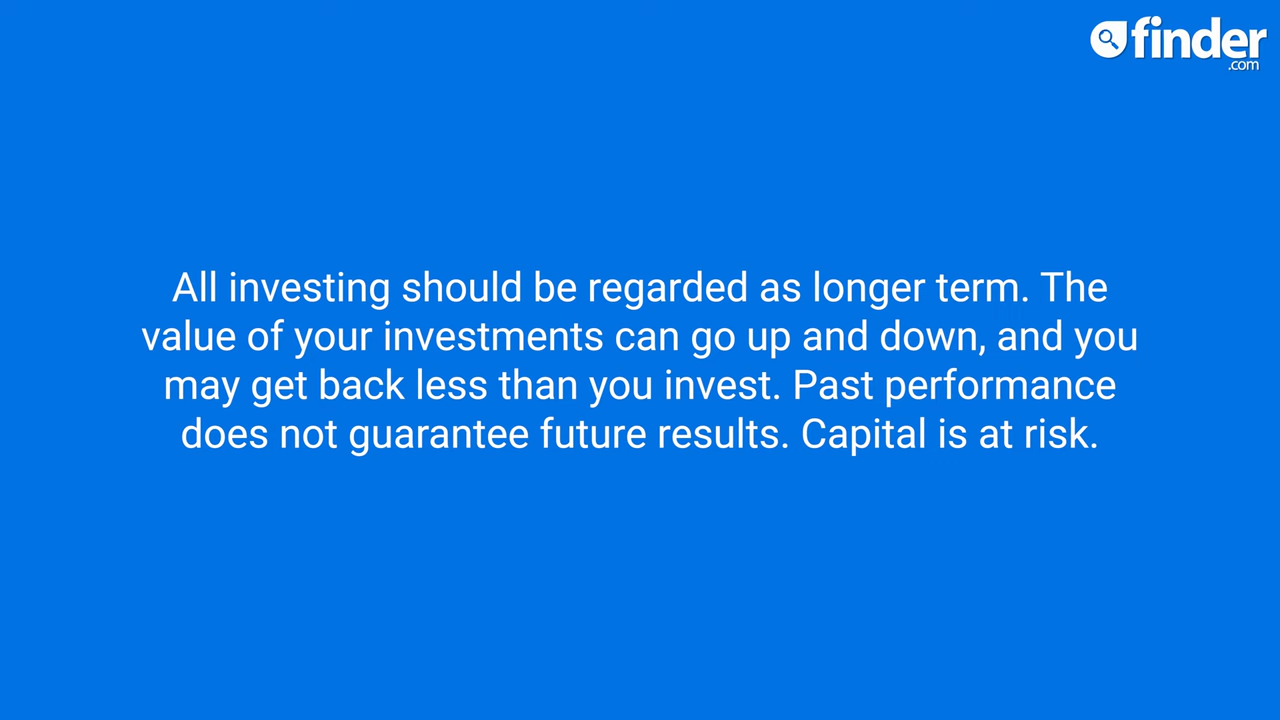 finder
.com
All investing should be regarded as longer term. The
value of your investments can go up and down, and you
may get back less than you invest. Past performance
does not guarantee future results. Capital is at risk.